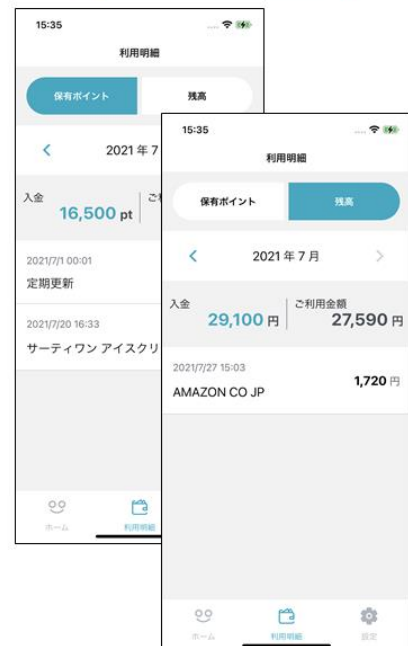 15:35
利用明細
保有ポイント
残高
2021 年 7
入金
16,500 pt
2021/7/1 00:01
定期更新
2021/7/20 16:33
サーティワン アイスクリ
ホーム
利用明細
15:35
利用明細
保有ポイント
残高
2021 年 7 月
入金
29,100 円
ご利用金額
27,590 円
2021/7/27 15:03
AMAZON CO JP
1,720 円
ホーム
利用明細
設定